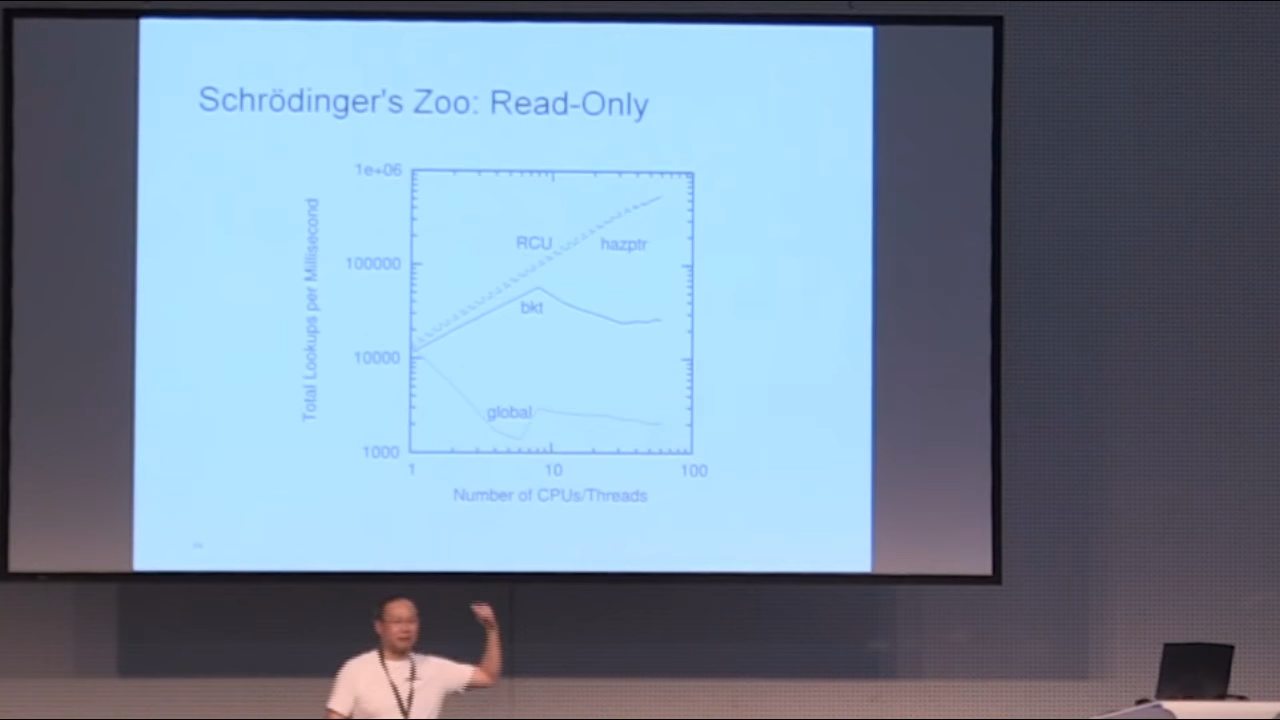 Schrödinger's Zoo: Read-Only
1e+06
100000
10000
1000
Total Lookups per Millisecond
RCU
hazptr
bkt
global
1
10
100
Number of CPUs/Threads